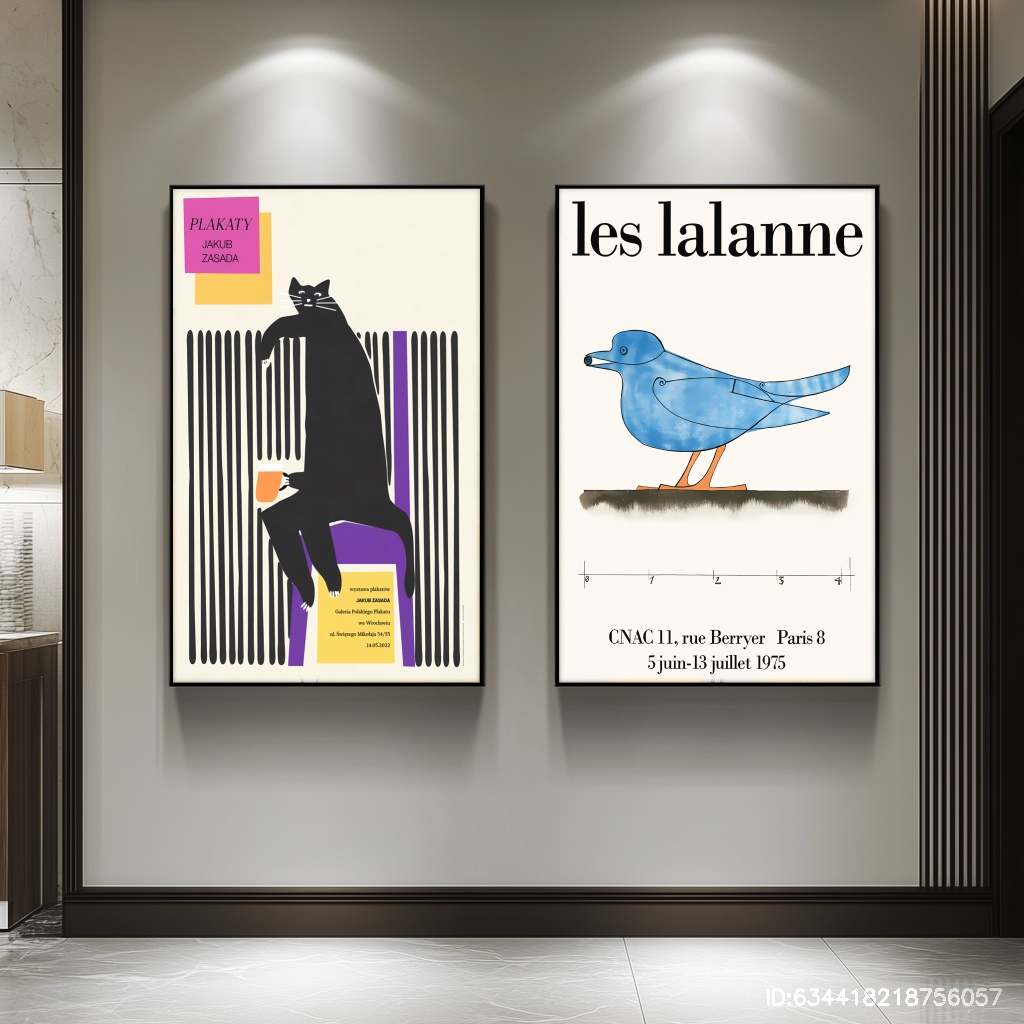 PLAKATY
JAKUB
ZASADA
wystawa plakatów
JAKUB ZASADA
Galeria Polskiego Plakatu
we Wrocławiu
ul. Świętego Mikołaja 54/55
14.05.2022
les lalanne
0 1 2 3 4
CNAC 11, rue Berryer Paris 8
5 juin-13 juillet 1975
ID:634418218756057